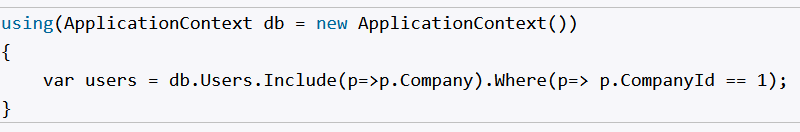 using(ApplicationContext db = new ApplicationContext())
{
    var users = db.Users.Include(p=>p.Company).Where(p=> p.CompanyId == 1);
}